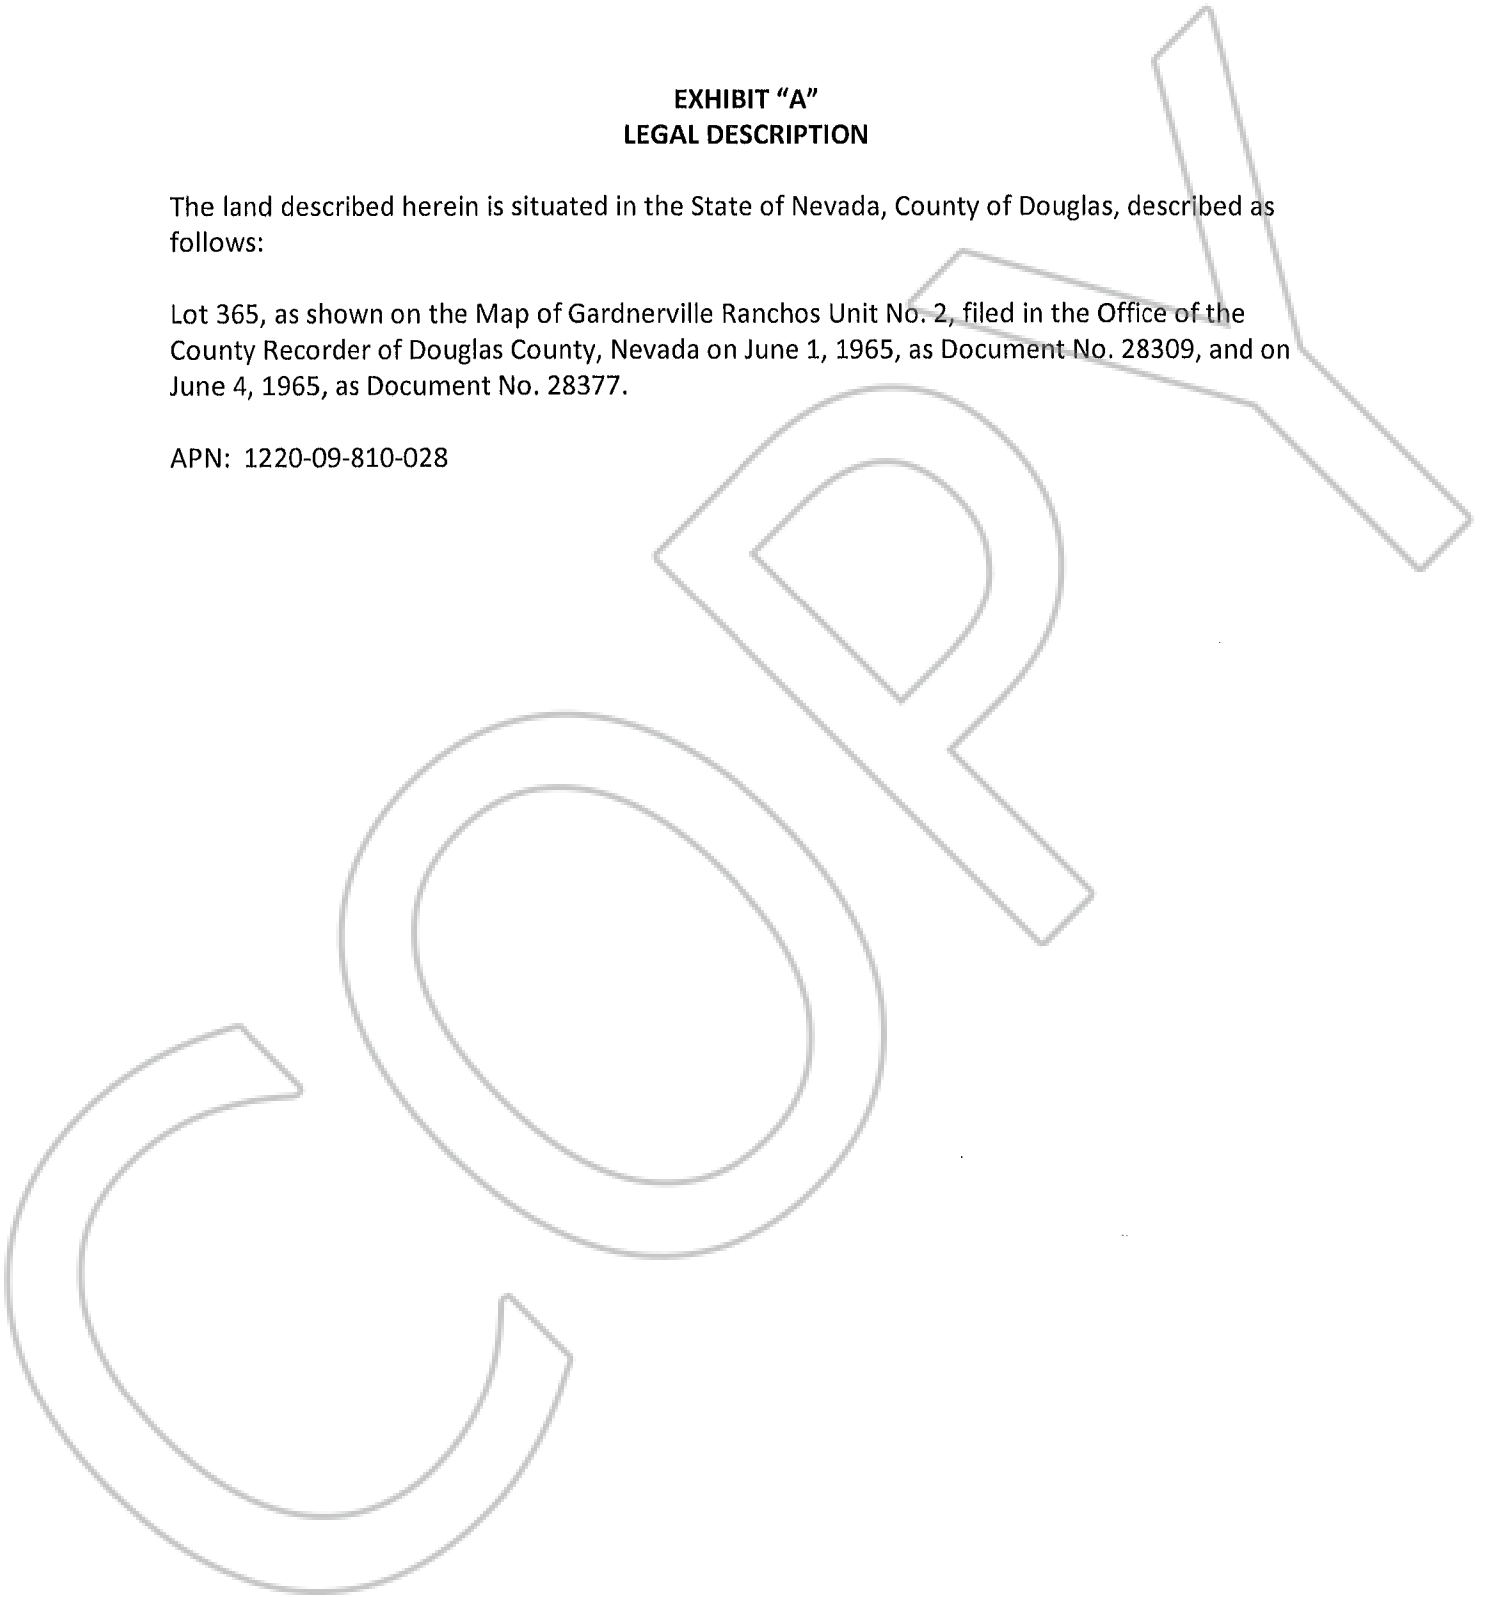 EXHIBIT “A”
LEGAL DESCRIPTION
The land described herein is situated in the State of Nevada, County of Douglas, described as
follows:
Lot 365, as shown on the Map of Gardnerville Ranchos Unit No. 2, filed in the Office of the
County Recorder of Douglas County, Nevada on June 1, 1965, as Document No. 28309, and on
June 4, 1965, as Document No. 28377.
APN:  1220-09-810-028
COPY